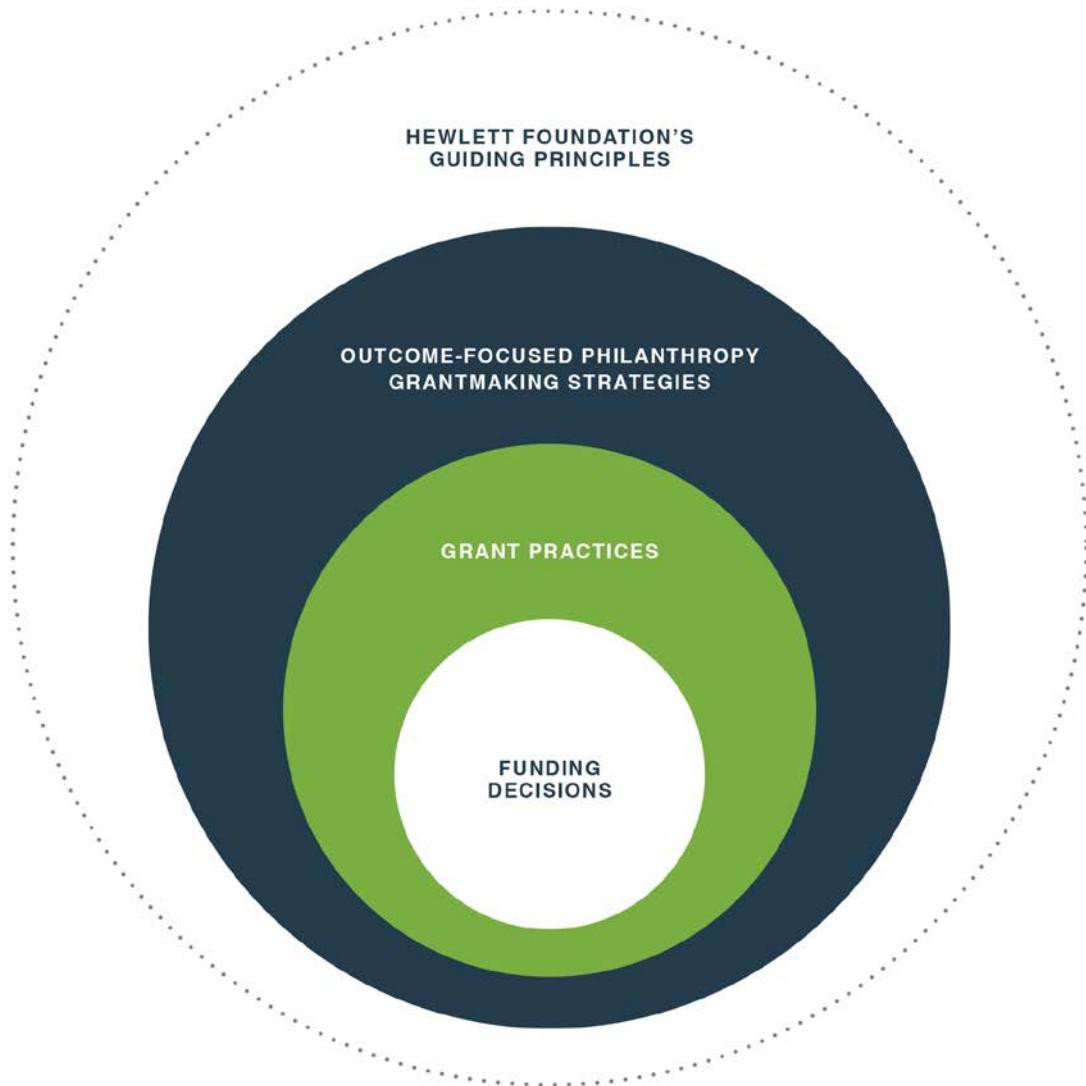 HEWLETT FOUNDATION'S
GUIDING PRINCIPLES
OUTCOME-FOCUSED PHILANTHROPY
GRANTMAKING STRATEGIES
GRANT PRACTICES
FUNDING
DECISIONS